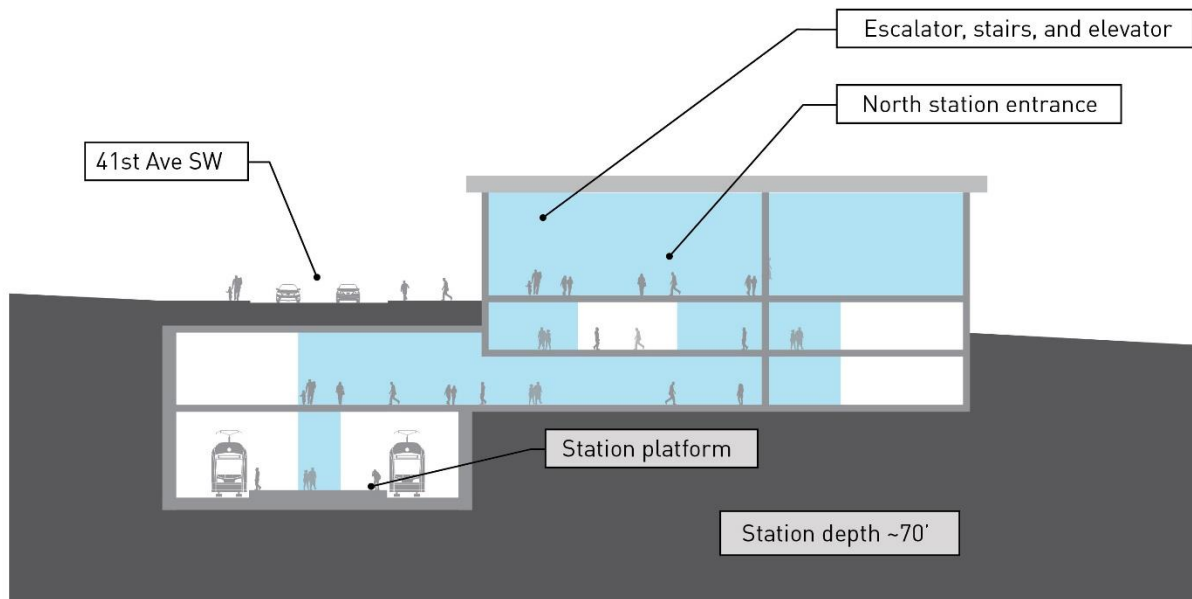 Escalator, stairs, and elevator
North station entrance
41st Ave SW
Station platform
Station depth ~70’